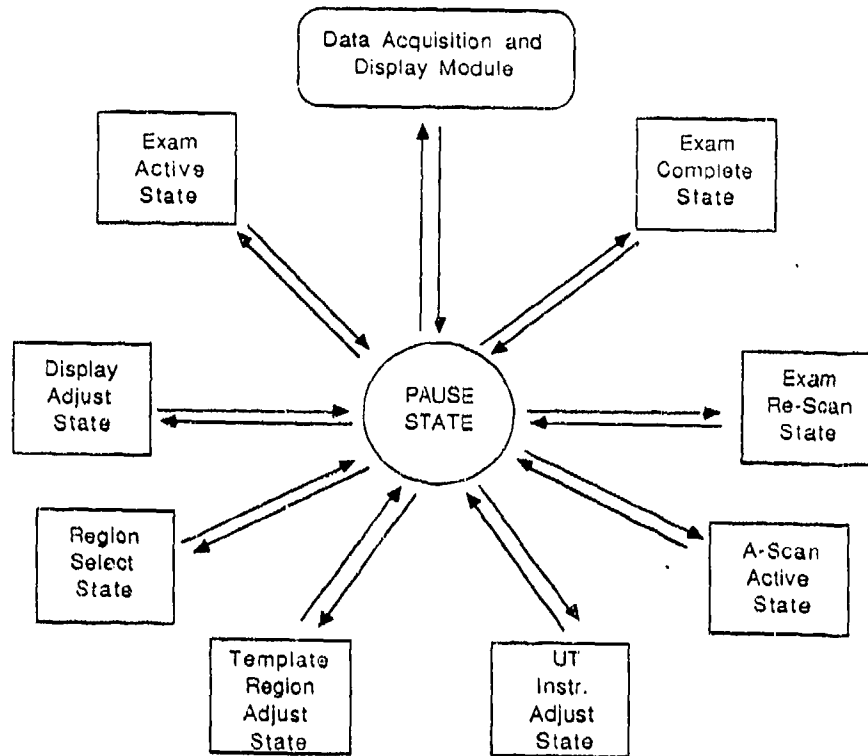 Data Acquisition and
Display Module
Exam
Active
State
Exam
Complete
State
Display
Adjust
State
PAUSE
STATE
Exam
Re-Scan
State
Region
Select
State
A-Scan
Active
State
Template
Region
Adjust
State
UT
Instr.
Adjust
State